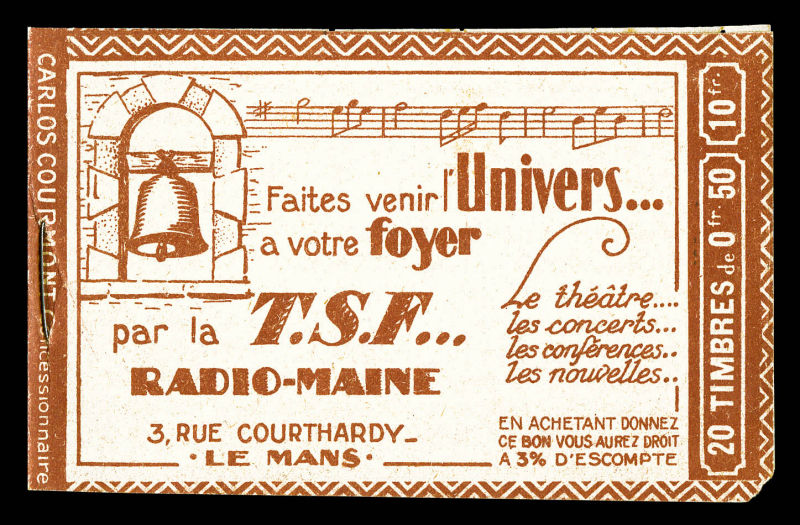 CARLOS COURMONT Concessionnaire
Faites venir l'Univers...
a votre foyer
par la T.S.F...
RADIO-MAINE
3, RUE COURTHARDY_
·LE MANS·
Le théâtre....
les concerts...
les conférences..
les nouvelles..
EN ACHETANT DONNEZ
CE BON VOUS AUREZ DROIT
A 3% D'ESCOMPTE
20 TIMBRES de 0fr 50
10 fr.